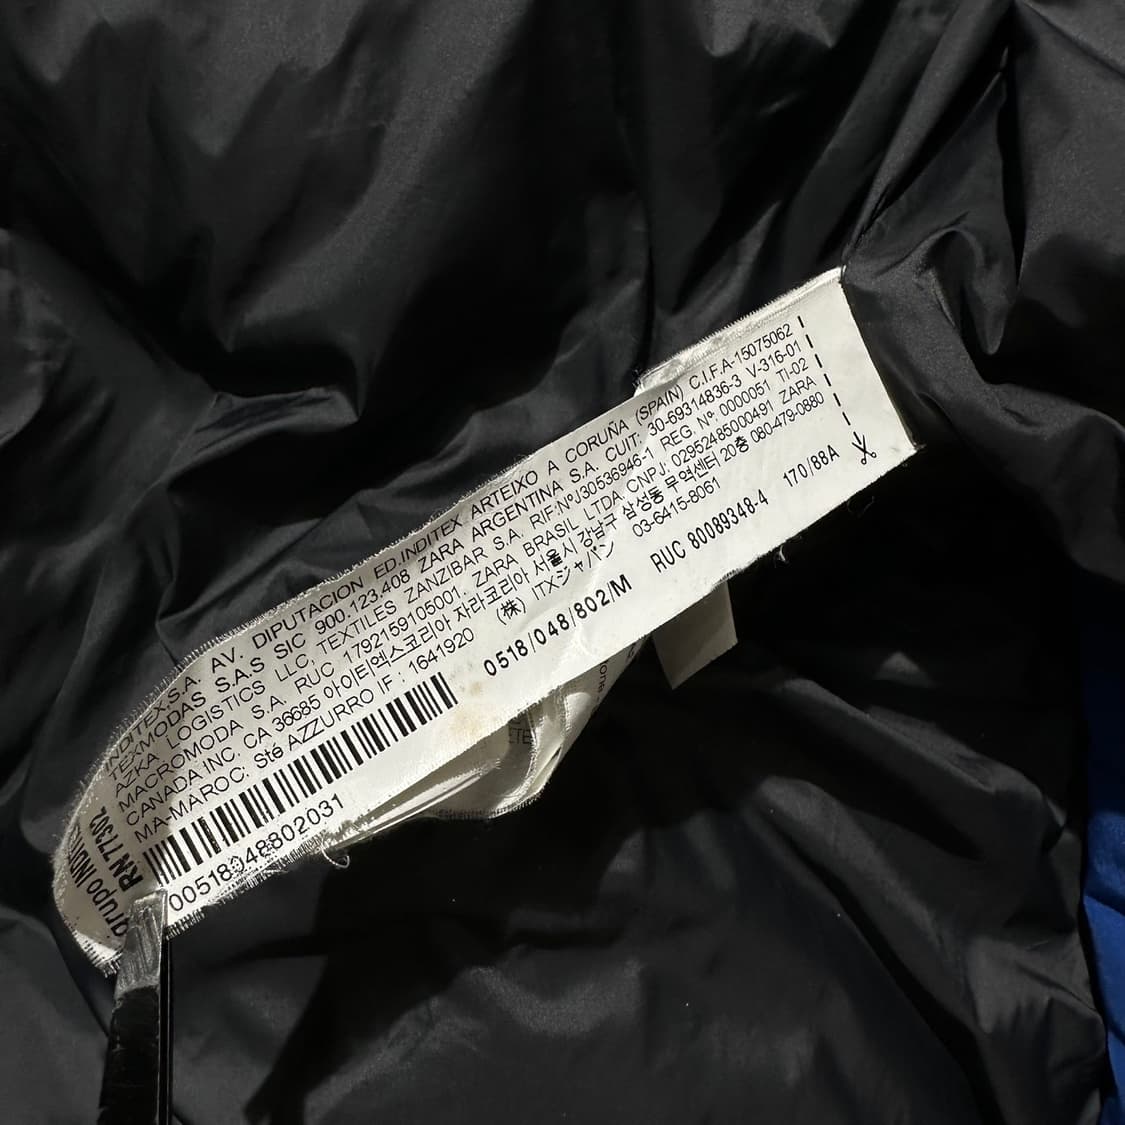 INDITEX,S.A. AV. DIPUTACION ED.INDITEX ARTEIXO A CORUÑA (SPAIN) C.I.F.A-15075062
TEXMODAS S.A.S SIC 900.123.408 ZARA ARGENTINA S.A. CUIT: 30-69314836-3 V-316-01
AZKA LOGISTICS LLC, TEXTILES ZANZIBAR S.A. RIF:NºJ30536946-1 REG. Nº 0000051 TI-02
MACROMODA S.A. RUC 1792159105001. ZARA BRASIL LTDA, CNPJ: 02952485000491 ZARA
CANADA INC, CA 36685 아이티엑스코리아 자라코리아 서울시 강남구 삼성동 무역센터 20층 080-479-0880
MA-MAROC: Sté AZZURRO IF : 1641920 (株) ITXジャパン 03-6415-8061
0518/048/802/M RUC 80089348-4 170/88A
00518048802031
grupo INDITEX
RN 77302